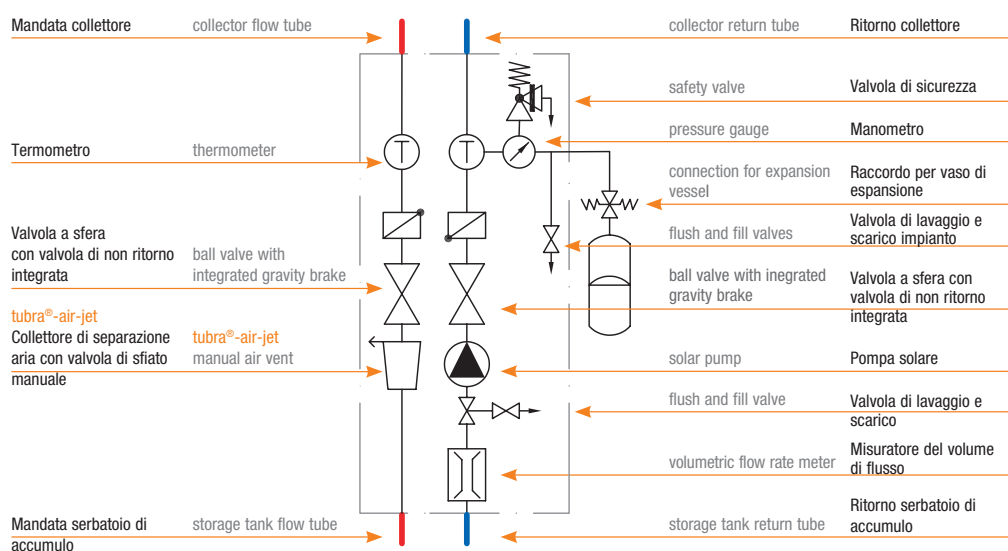 Mandata collettore
collector flow tube
Termometro
thermometer
Valvola a sfera
con valvola di non ritorno
integrata
ball valve with
integrated gravity brake
tubra®-air-jet
Collettore di separazione
aria con valvola di sfiato
manuale
tubra®-air-jet
manual air vent
Mandata serbatoio di
accumulo
storage tank flow tube
T
T
collector return tube
Ritorno collettore
safety valve
Valvola di sicurezza
pressure gauge
Manometro
connection for expansion
vessel
Raccordo per vaso di
espansione
flush and fill valves
Valvola di lavaggio e
scarico impianto
ball valve with inegrated
gravity brake
Valvola a sfera con
valvola di non ritorno
integrata
solar pump
Pompa solare
flush and fill valve
Valvola di lavaggio e
scarico
volumetric flow rate meter
Misuratore del volume
di flusso
storage tank return tube
Ritorno serbatoio di
accumulo